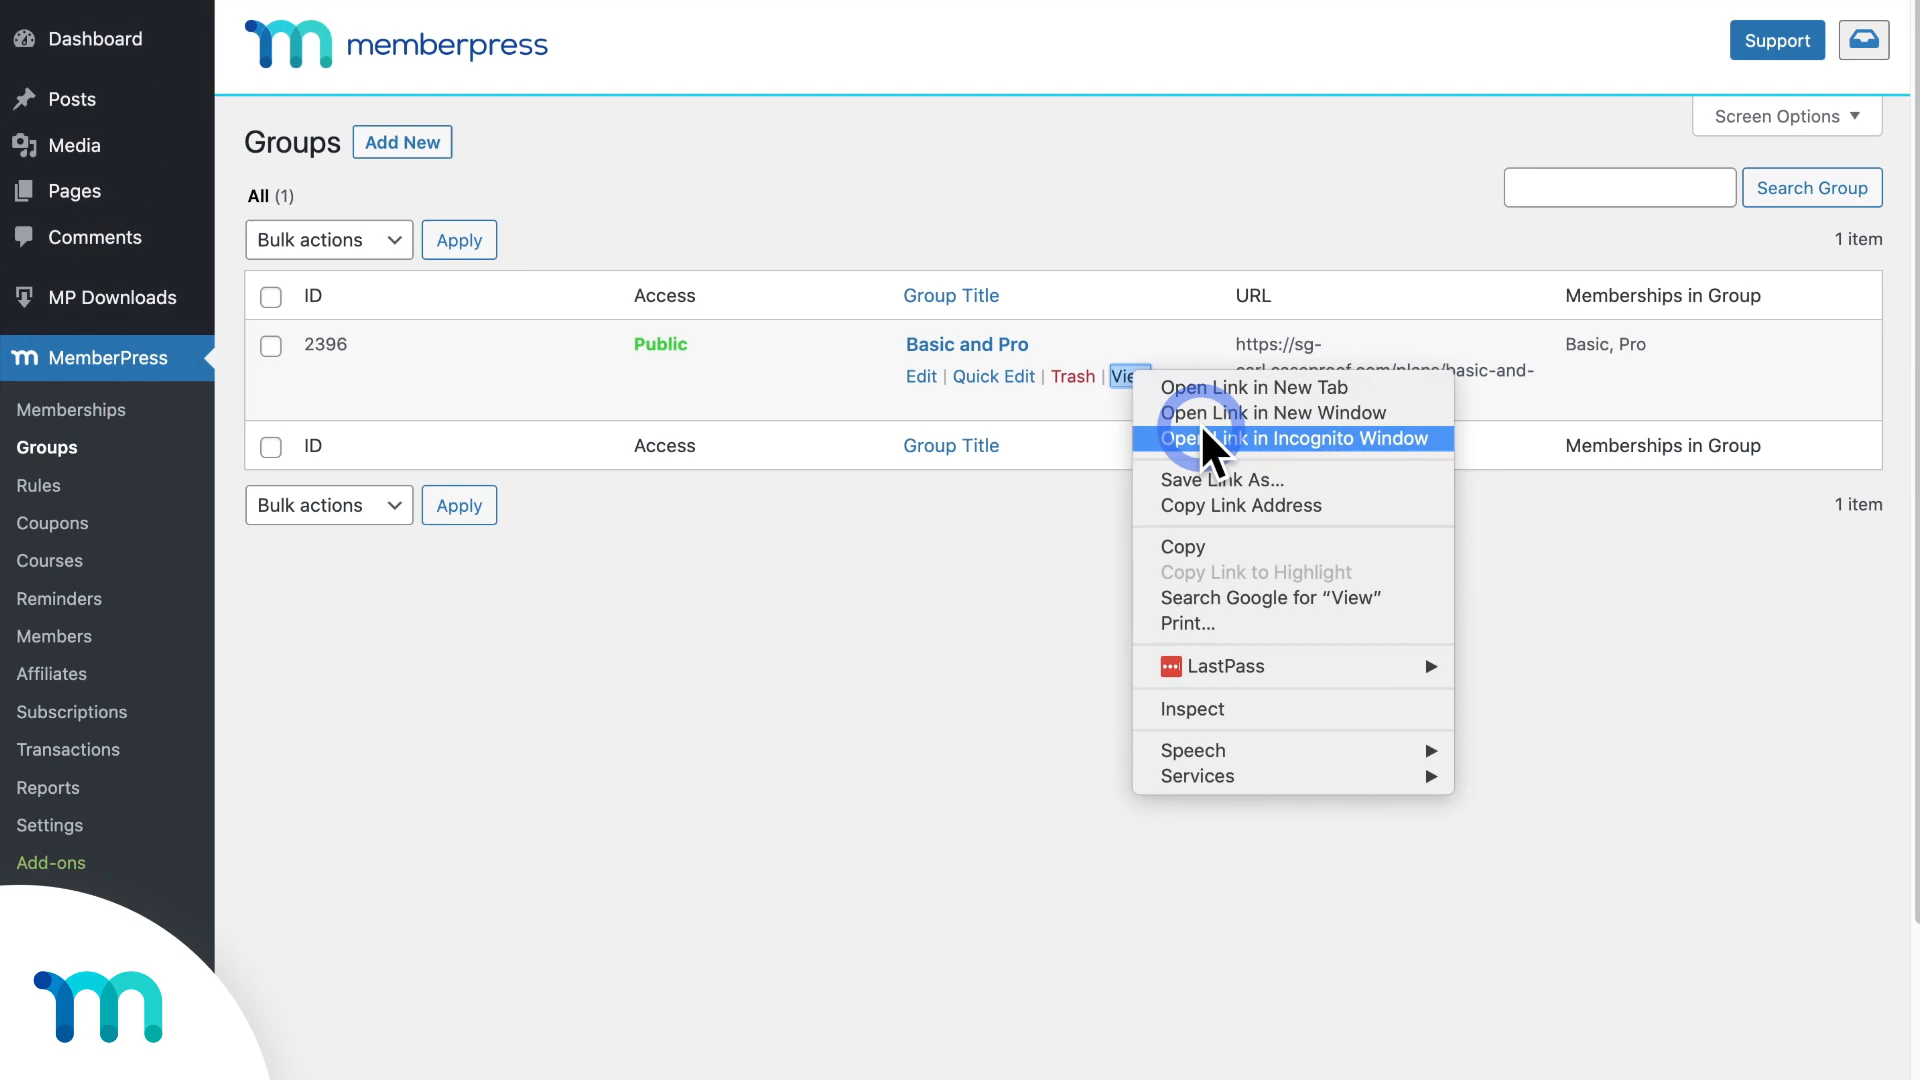 Dashboard
Posts
Media
Pages
Comments
MP Downloads
MemberPress
Memberships
Groups
Rules
Coupons
Courses
Reminders
Members
Affiliates
Subscriptions
Transactions
Reports
Settings
Add-ons
memberpress
Support
Screen Options
Groups Add New
All (1)
Search Group
Bulk actions Apply
1 item
ID Access Group Title URL Memberships in Group
2396 Public Basic and Pro https://sg- Basic, Pro
Edit | Quick Edit | Trash |
basic-and-
ID Access Group Title Memberships in Group
Bulk actions Apply
1 item
Open Link in New Tab
Open Link in New Window
Open Link in Incognito Window
Save Link As...
Copy Link Address
Copy
Copy Link to Highlight
Search Google for “View”
Print...
LastPass
Inspect
Speech
Services